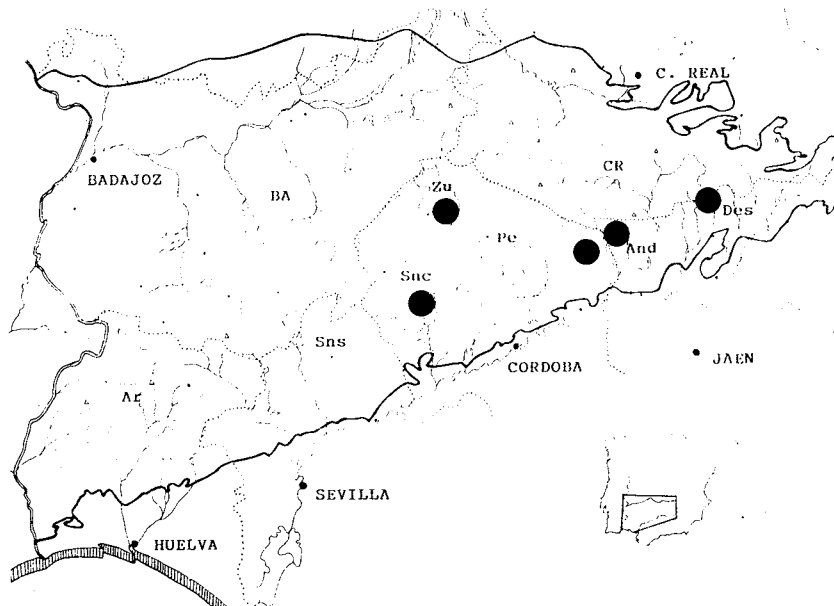 C. REAL
BADAJOZ
CR
BA
Zu
Des
Pe
And
Snc
Sns
CORDOBA
JAEN
Ar
SEVILLA
HUELVA